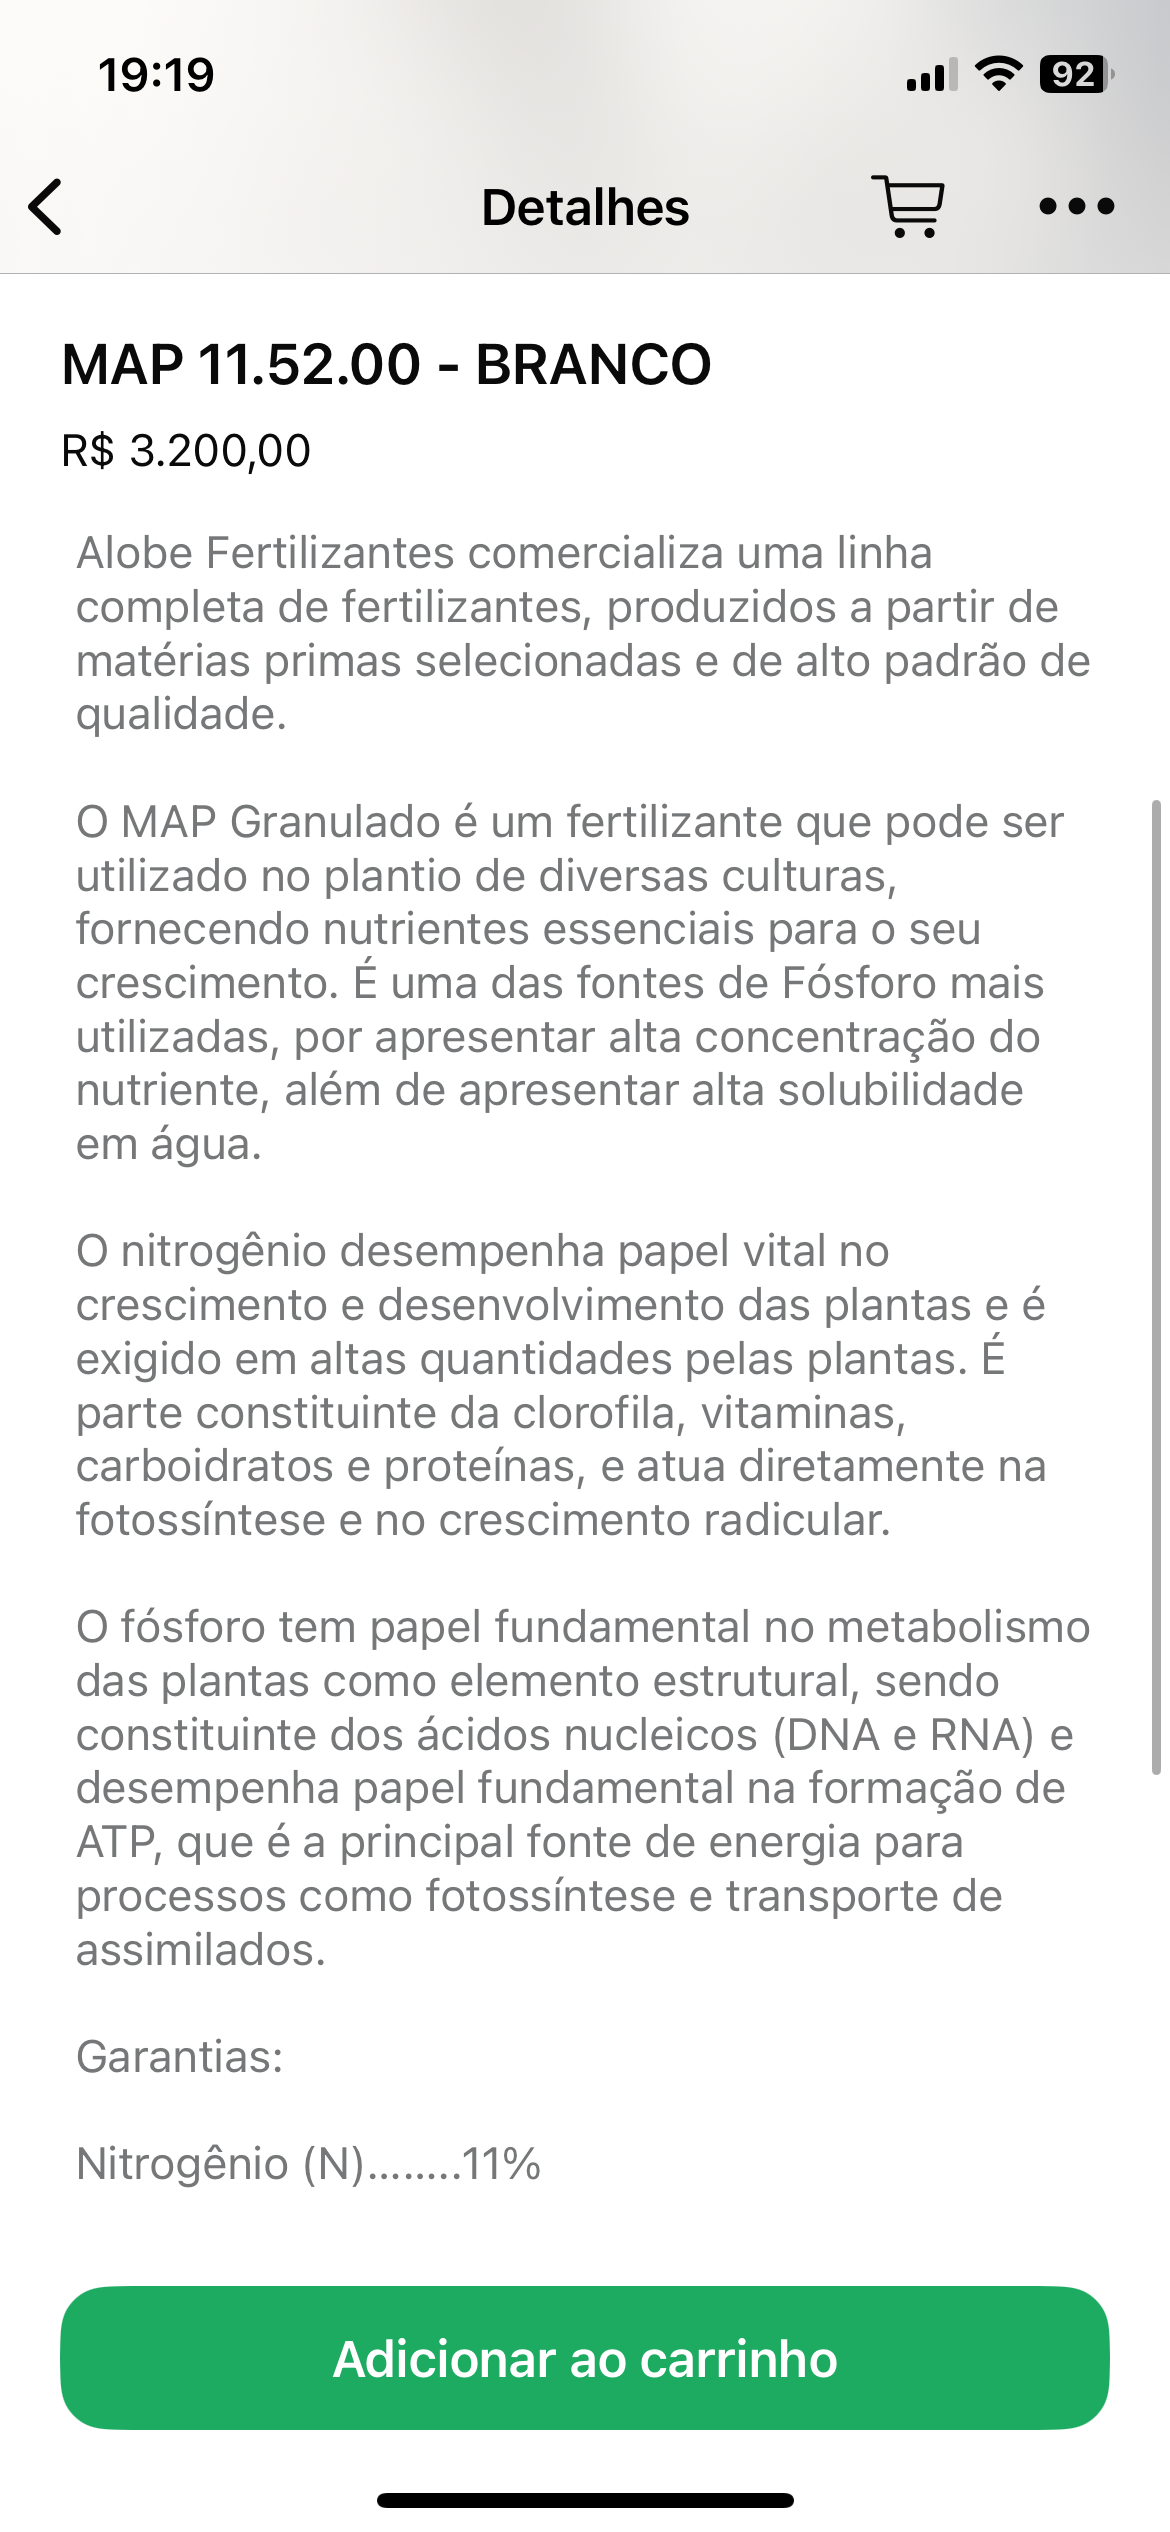 19:19
92
Detalhes
MAP 11.52.00 - BRANCO
R$ 3.200,00
Alobe Fertilizantes comercializa uma linha
completa de fertilizantes, produzidos a partir de
matérias primas selecionadas e de alto padrão de
qualidade.
O MAP Granulado é um fertilizante que pode ser
utilizado no plantio de diversas culturas,
fornecendo nutrientes essenciais para o seu
crescimento. É uma das fontes de Fósforo mais
utilizadas, por apresentar alta concentração do
nutriente, além de apresentar alta solubilidade
em água.
O nitrogênio desempenha papel vital no
crescimento e desenvolvimento das plantas e é
exigido em altas quantidades pelas plantas. É
parte constituinte da clorofila, vitaminas,
carboidratos e proteínas, e atua diretamente na
fotossíntese e no crescimento radicular.
O fósforo tem papel fundamental no metabolismo
das plantas como elemento estrutural, sendo
constituinte dos ácidos nucleicos (DNA e RNA) e
desempenha papel fundamental na formação de
ATP, que é a principal fonte de energia para
processos como fotossíntese e transporte de
assimilados.
Garantias:
Nitrogênio (N)........11%
Adicionar ao carrinho